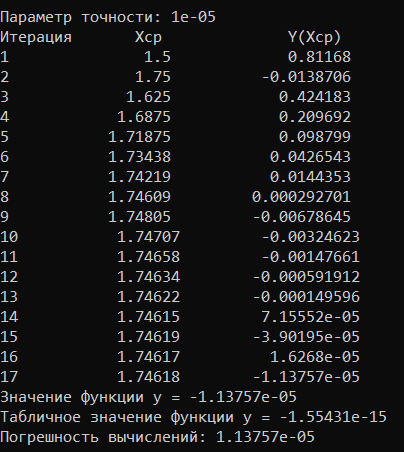 Параметр точности: 1e-05
Итерация Xср Y(Xср)
1 1.5 0.81168
2 1.75 -0.0138706
3 1.625 0.424183
4 1.6875 0.209692
5 1.71875 0.098799
6 1.73438 0.0426543
7 1.74219 0.0144353
8 1.74609 0.000292701
9 1.74805 -0.00678645
10 1.74707 -0.00324623
11 1.74658 -0.00147661
12 1.74634 -0.000591912
13 1.74622 -0.000149596
14 1.74615 7.15552e-05
15 1.74619 -3.90195e-05
16 1.74617 1.6268e-05
17 1.74618 -1.13757e-05
Значение функции y = -1.13757e-05
Табличное значение функции y = -1.55431e-15
Погрешность вычислений: 1.13757e-05